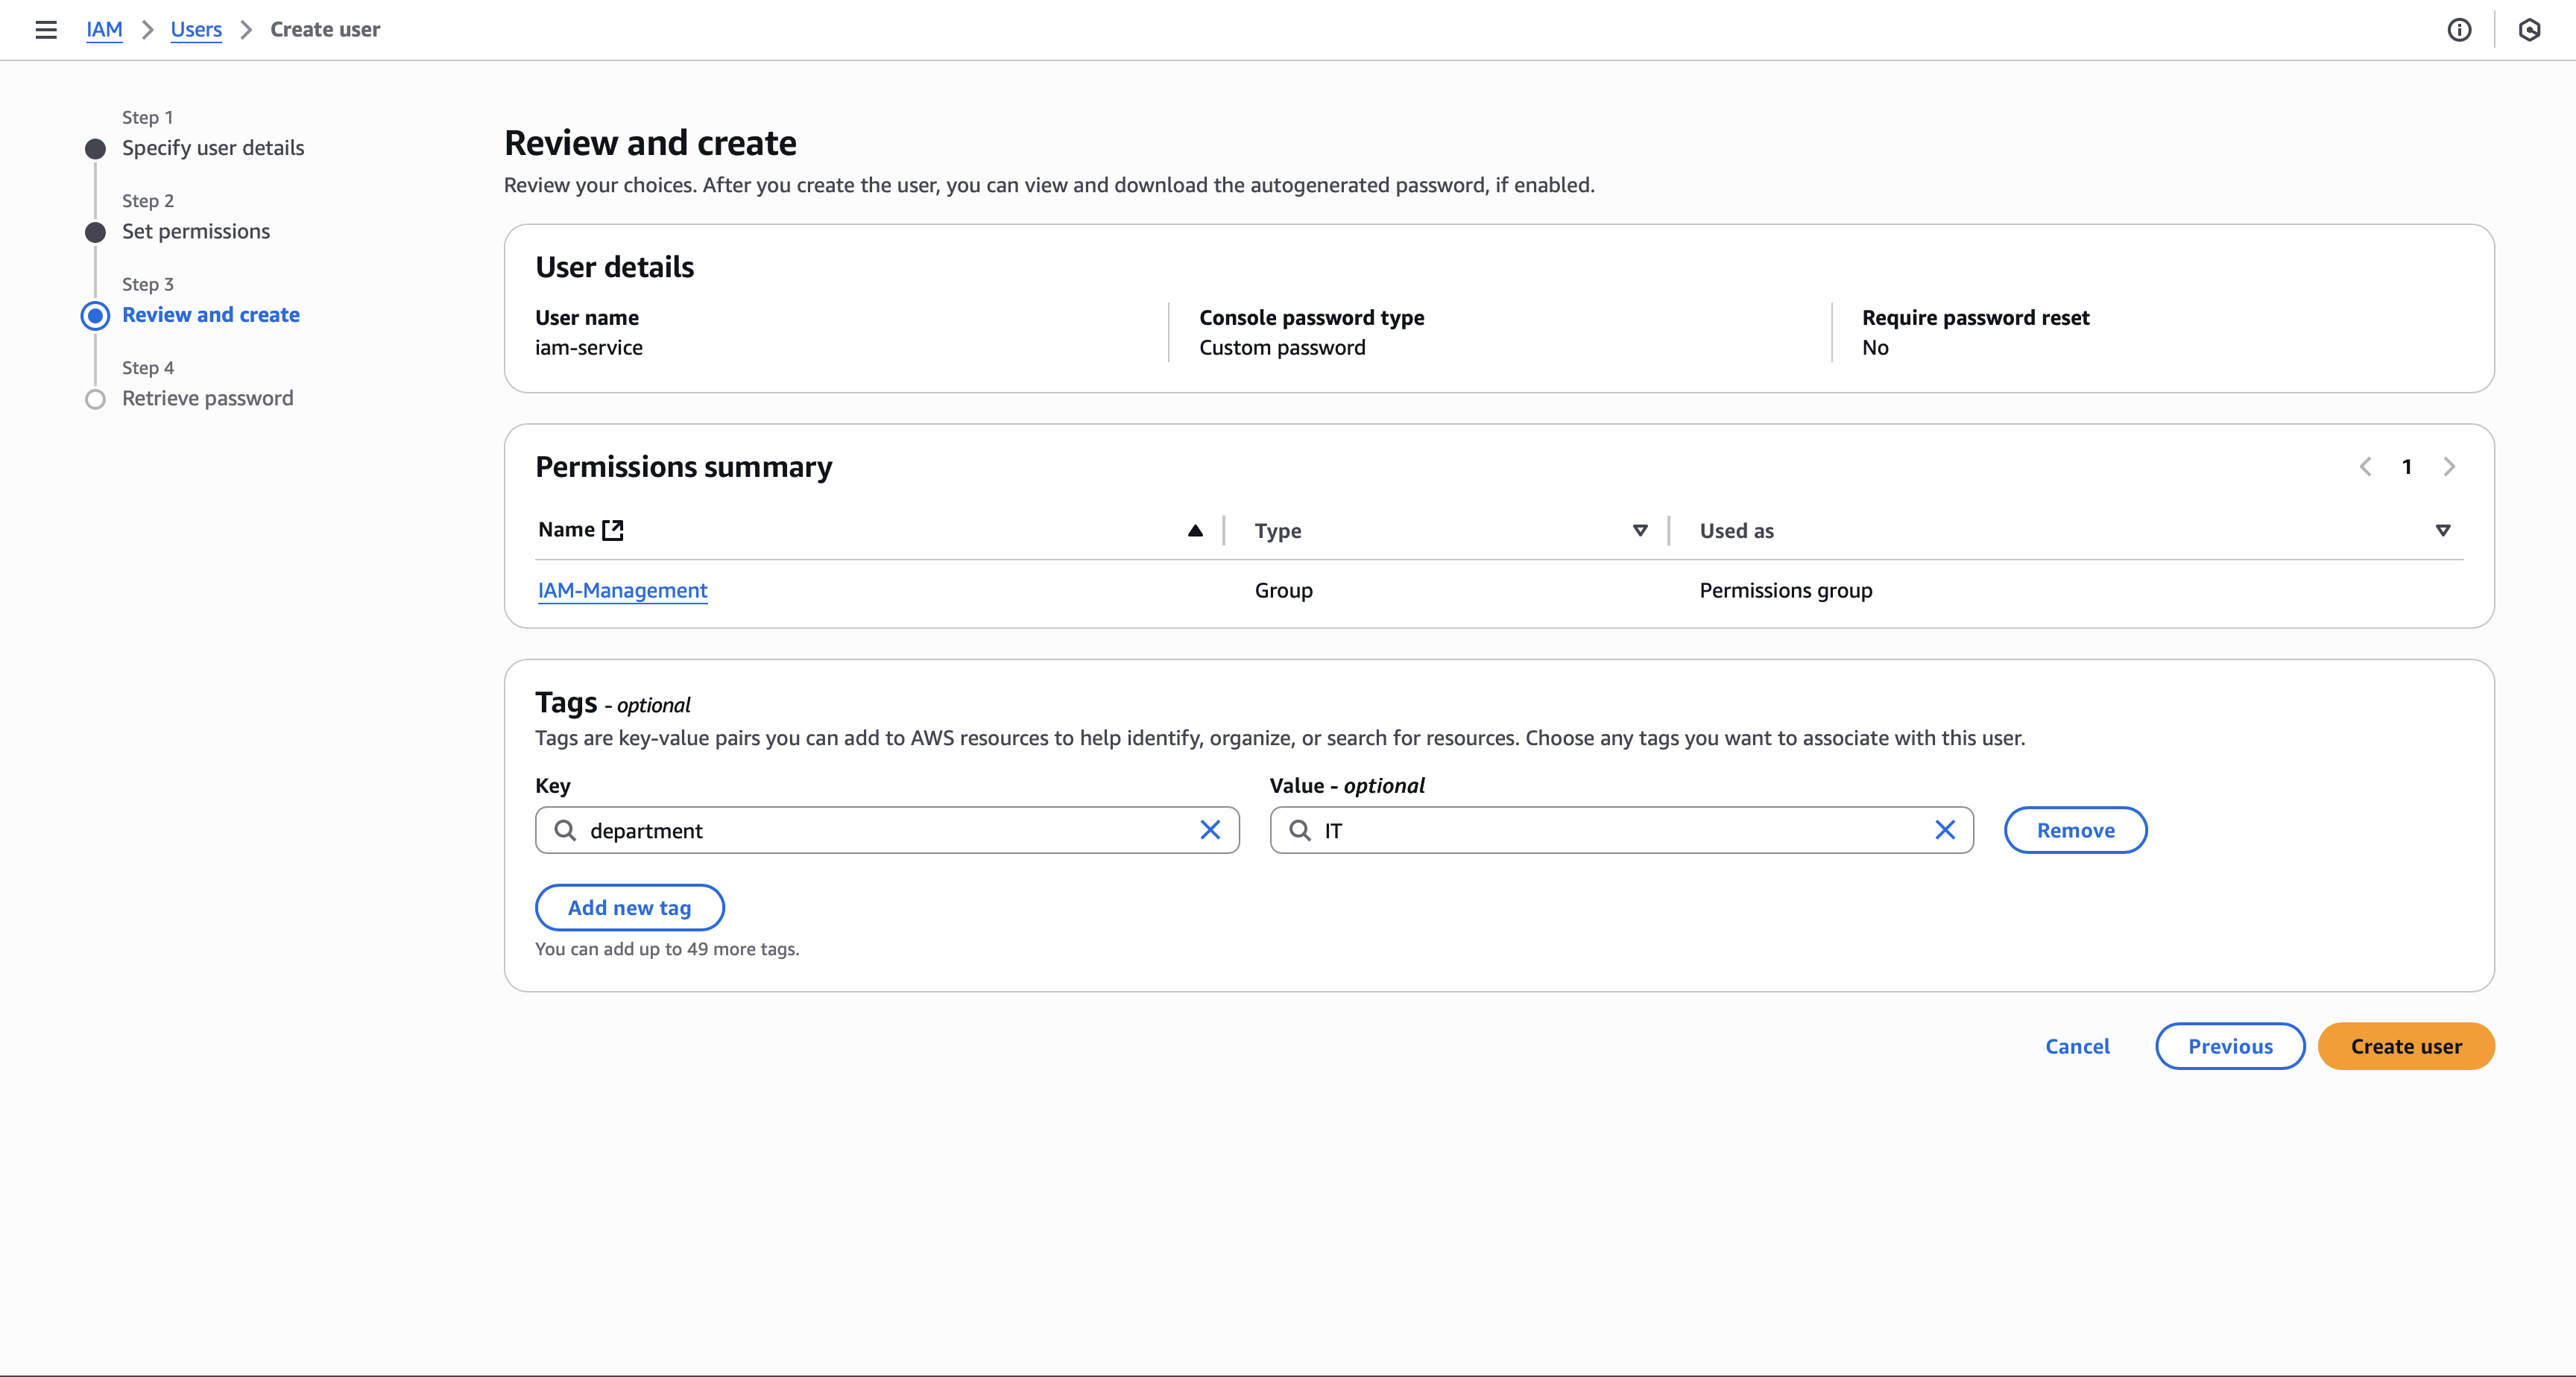 IAM > Users > Create user
Step 1
Specify user details
Step 2
Set permissions
Step 3
Review and create
Step 4
Retrieve password
Review and create
Review your choices. After you create the user, you can view and download the autogenerated password, if enabled.
User details
User name
iam-service
Console password type
Custom password
Require password reset
No
Permissions summary
1
Name Type Used as
IAM-Management Group Permissions group
Tags - optional
Tags are key-value pairs you can add to AWS resources to help identify, organize, or search for resources. Choose any tags you want to associate with this user.
Key
department
Value - optional
IT
Remove
Add new tag
You can add up to 49 more tags.
Cancel Previous Create user